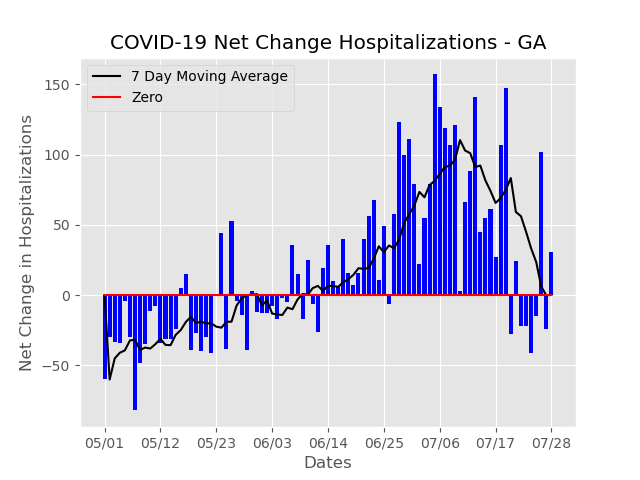 COVID-19 Net Change Hospitalizations - GA
7 Day Moving Average
Zero
Net Change in Hospitalizations
150
100
50
0
−50
05/01 05/12 05/23 06/03 06/14 06/25 07/06 07/17 07/28
Dates